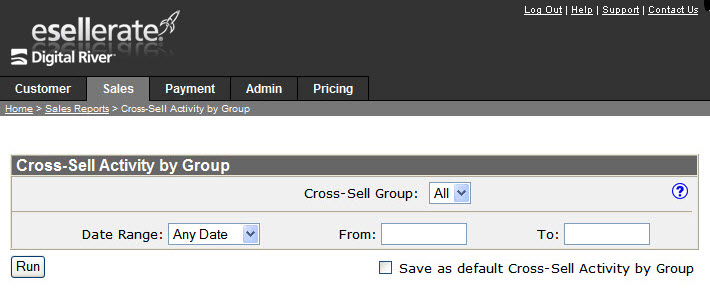 Log Out | Help | Support | Contact Us
esellerate.
Digital River
Customer Sales Payment Admin Pricing
Home > Sales Reports > Cross-Sell Activity by Group
Cross-Sell Activity by Group
Cross-Sell Group: All ?
Date Range: Any Date From: To:
Run Save as default Cross-Sell Activity by Group